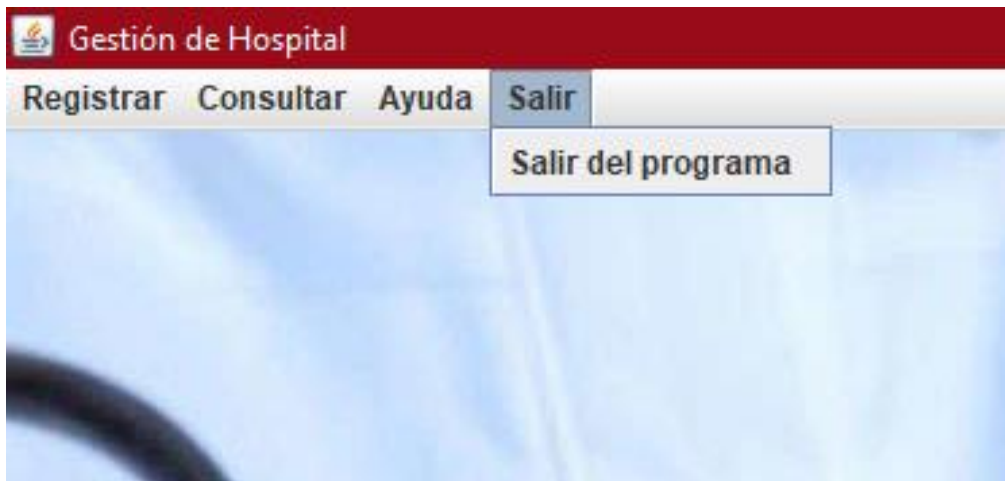 Gestión de Hospital
Registrar Consultar Ayuda Salir
Salir del programa